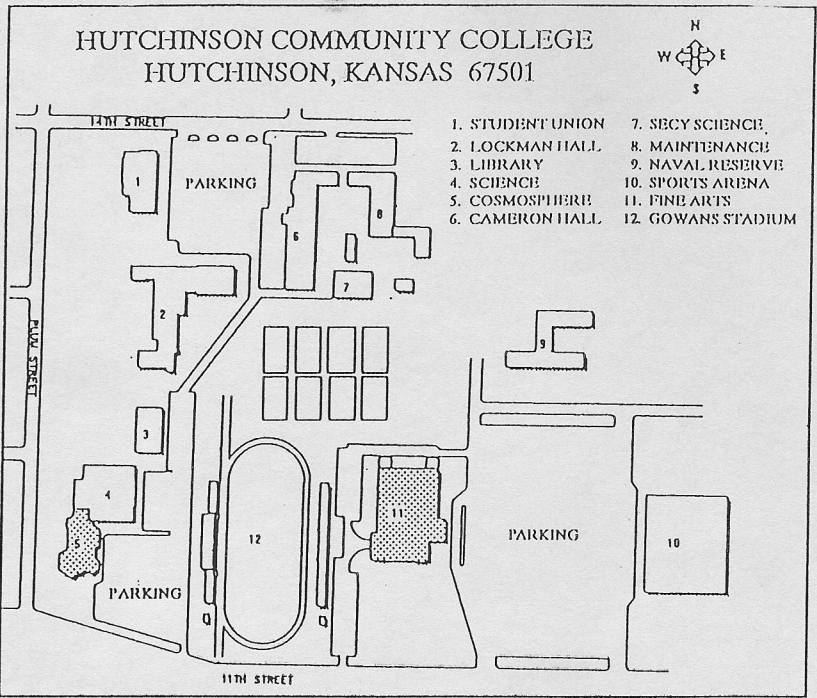 HUTCHINSON COMMUNITY COLLEGE
HUTCHINSON, KANSAS 67501
N
W E
S
14TH STREET
1. STUDENT UNION
2. LOCKMAN HALL
3. LIBRARY
4. SCIENCE
5. COSMOSPHERE
6. CAMERON HALL
7. SECY SCIENCE
8. MAINTENANCE
9. NAVAL RESERVE
10. SPORTS ARENA
11. FINE ARTS
12. GOWANS STADIUM
1
PARKING
6
8
7
2
9
PLUM STREET
3
4
5
12
11
PARKING
10
PARKING
11TH STREET